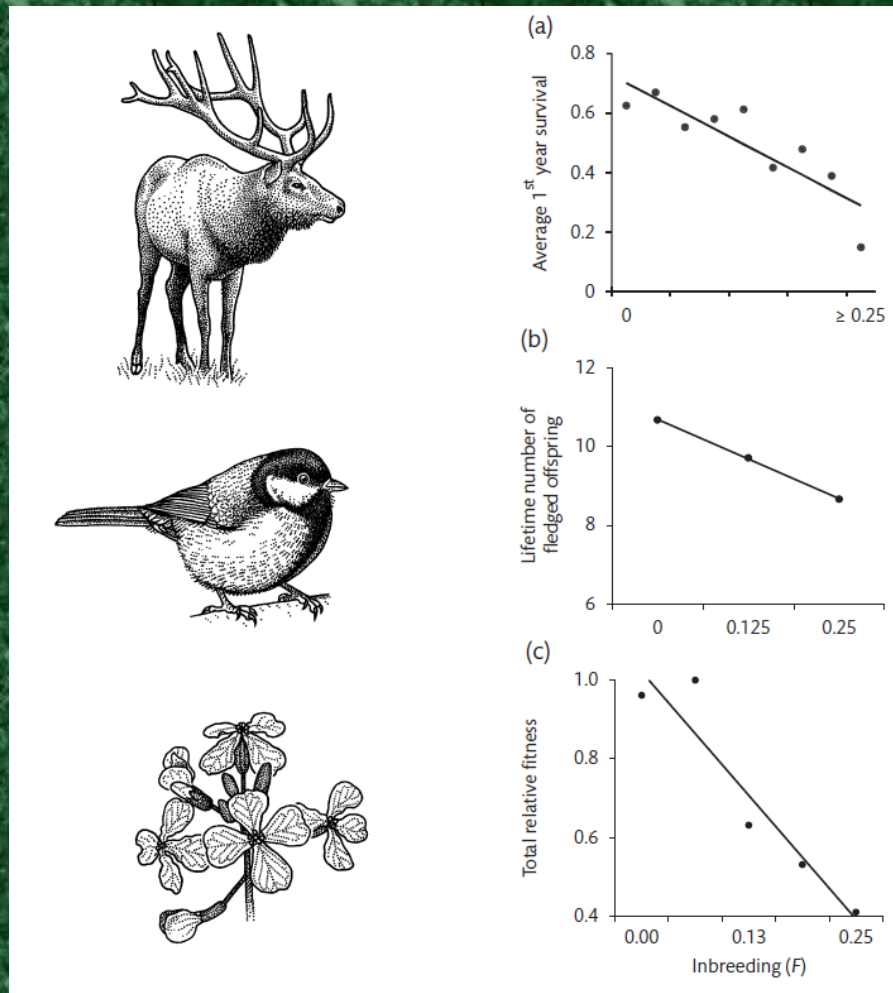 (a)
Average 1st year survival
0.8
0.6
0.4
0.2
0
0
≥ 0.25
(b)
Lifetime number of
fledged offspring
12
10
8
6
0
0.125
0.25
(c)
Total relative fitness
1.0
0.8
0.6
0.4
0.00
0.13
0.25
Inbreeding (F)